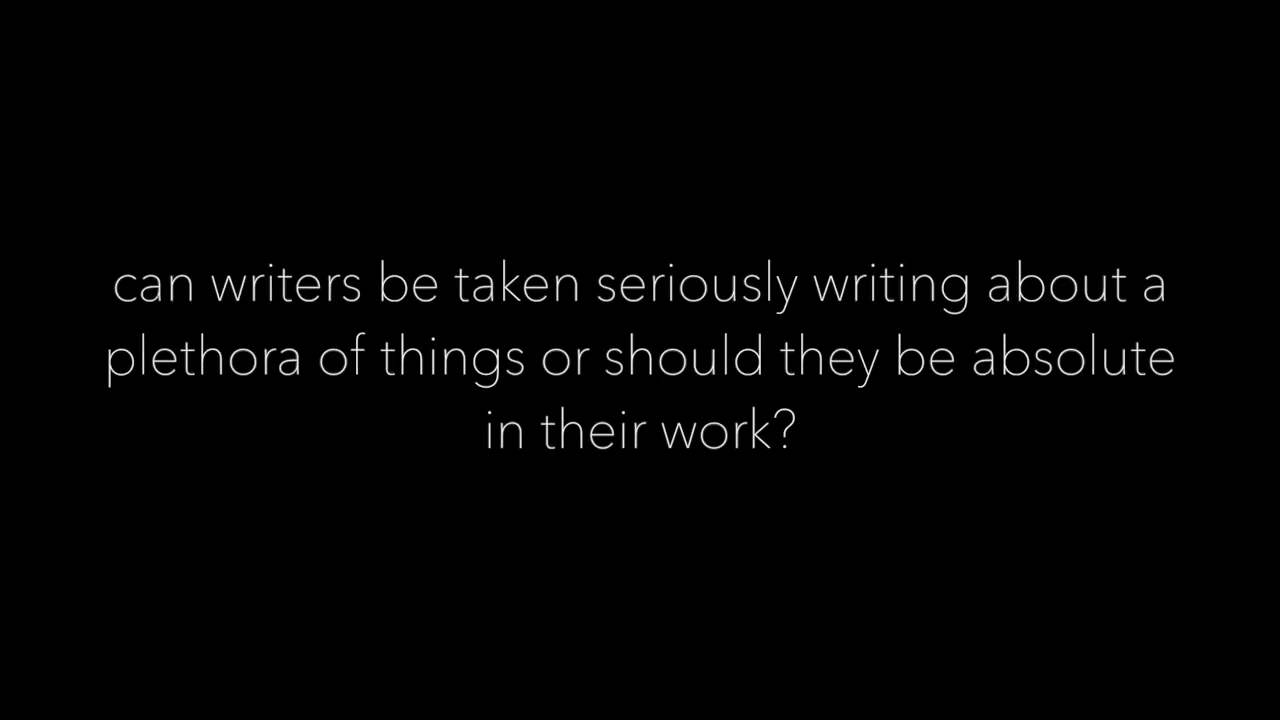 can writers be taken seriously writing about a
plethora of things or should they be absolute
in their work?